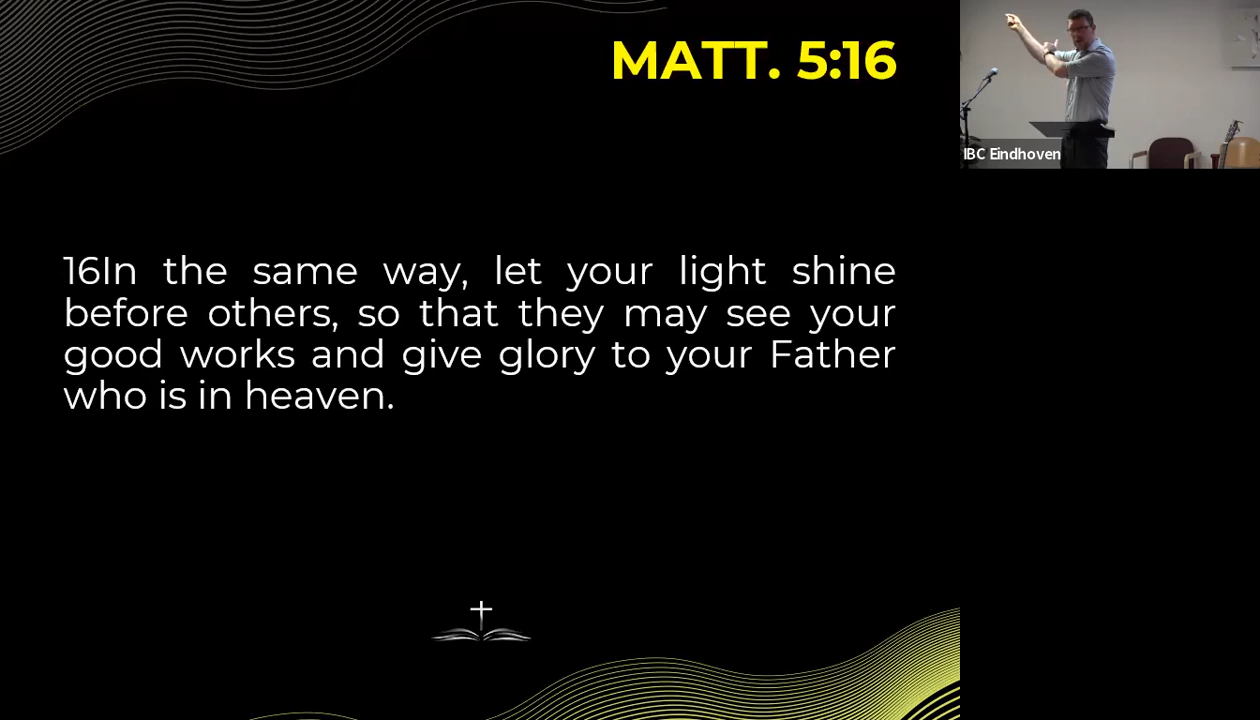 MATT. 5:16
IBC Eindhoven
16In the same way, let your light shine
before others, so that they may see your
good works and give glory to your Father
who is in heaven.